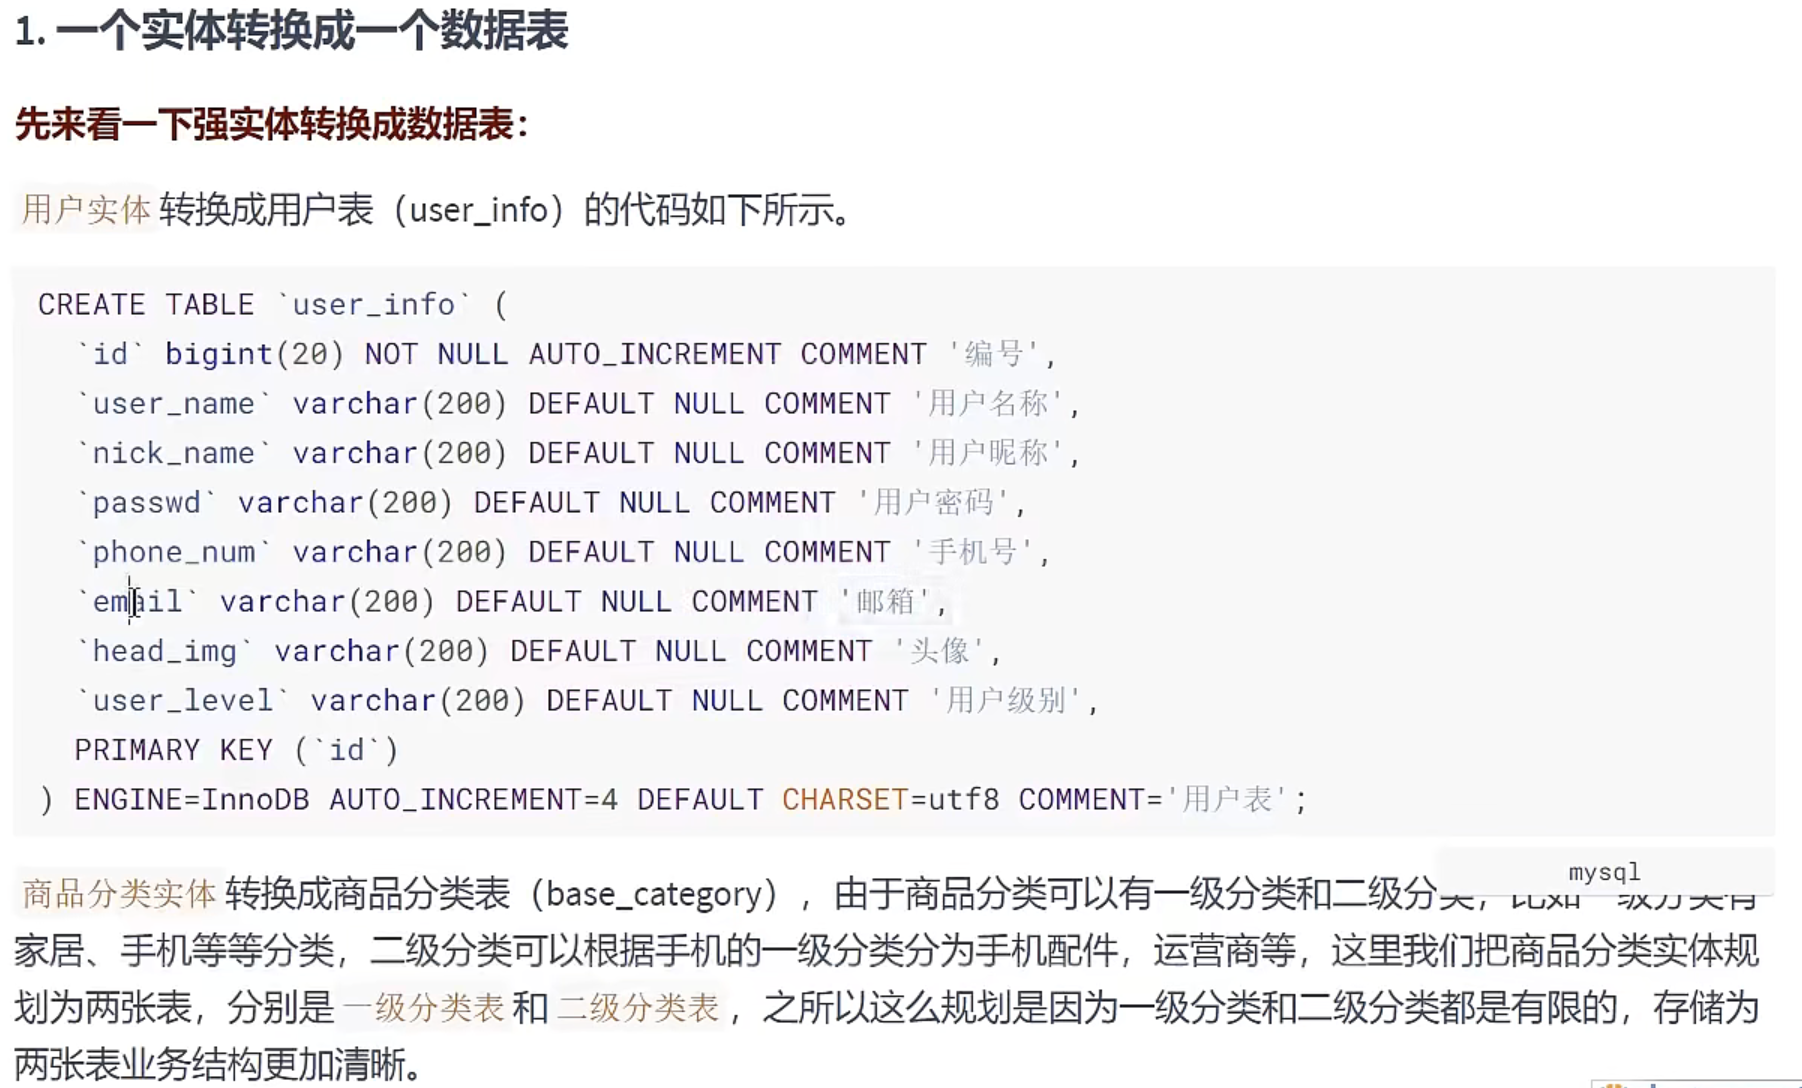 1. 一个实体转换成一个数据表
先来看一下强实体转换成数据表：
用户实体 转换成用户表（user_info）的代码如下所示。
CREATE TABLE `user_info` (
  `id` bigint(20) NOT NULL AUTO_INCREMENT COMMENT '编号',
  `user_name` varchar(200) DEFAULT NULL COMMENT '用户名称',
  `nick_name` varchar(200) DEFAULT NULL COMMENT '用户昵称',
  `passwd` varchar(200) DEFAULT NULL COMMENT '用户密码',
  `phone_num` varchar(200) DEFAULT NULL COMMENT '手机号',
  `email` varchar(200) DEFAULT NULL COMMENT '邮箱',
  `head_img` varchar(200) DEFAULT NULL COMMENT '头像',
  `user_level` varchar(200) DEFAULT NULL COMMENT '用户级别',
  PRIMARY KEY (`id`)
) ENGINE=InnoDB AUTO_INCREMENT=4 DEFAULT CHARSET=utf8 COMMENT='用户表';
mysql
商品分类实体 转换成商品分类表（base_category），由于商品分类可以有一级分类和二级分类，比如一级分类有
家居、手机等等分类，二级分类可以根据手机的一级分类分为手机配件，运营商等，这里我们把商品分类实体规
划为两张表，分别是 一级分类表 和 二级分类表 ，之所以这么规划是因为一级分类和二级分类都是有限的，存储为
两张表业务结构更加清晰。